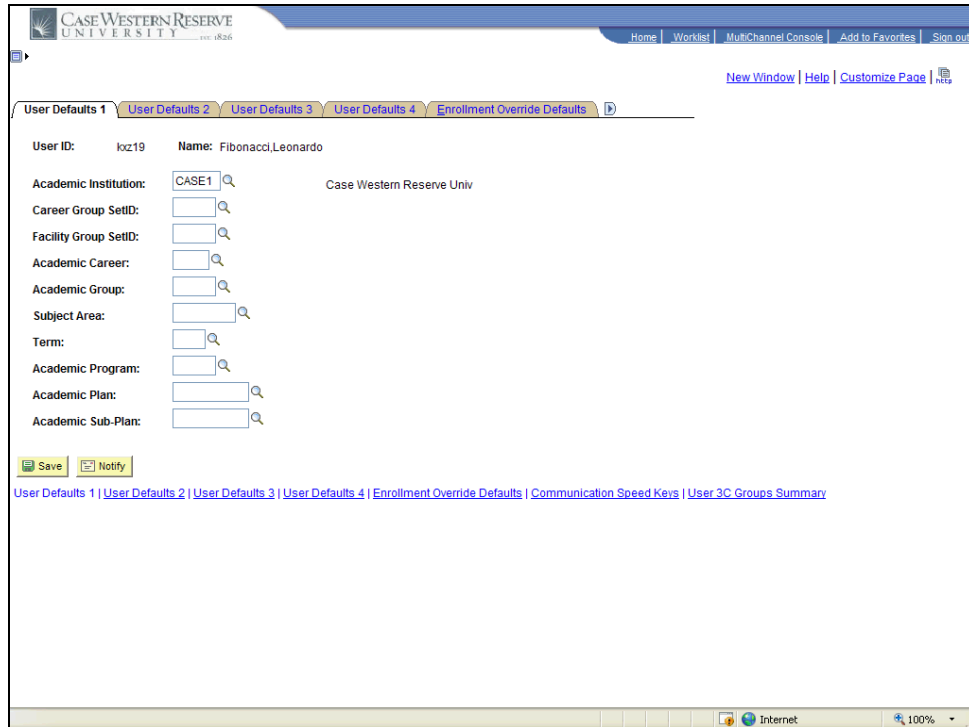 CASE WESTERN RESERVE
UNIVERSITY EST. 1826
Home | Worklist | MultiChannel Console | Add to Favorites | Sign out
New Window | Help | Customize Page | http
User Defaults 1 User Defaults 2 User Defaults 3 User Defaults 4 Enrollment Override Defaults
User ID: kxz19 Name: Fibonacci,Leonardo
Academic Institution: CASE1 Case Western Reserve Univ
Career Group SetID:
Facility Group SetID:
Academic Career:
Academic Group:
Subject Area:
Term:
Academic Program:
Academic Plan:
Academic Sub-Plan:
Save Notify
User Defaults 1 | User Defaults 2 | User Defaults 3 | User Defaults 4 | Enrollment Override Defaults | Communication Speed Keys | User 3C Groups Summary
Internet 100%